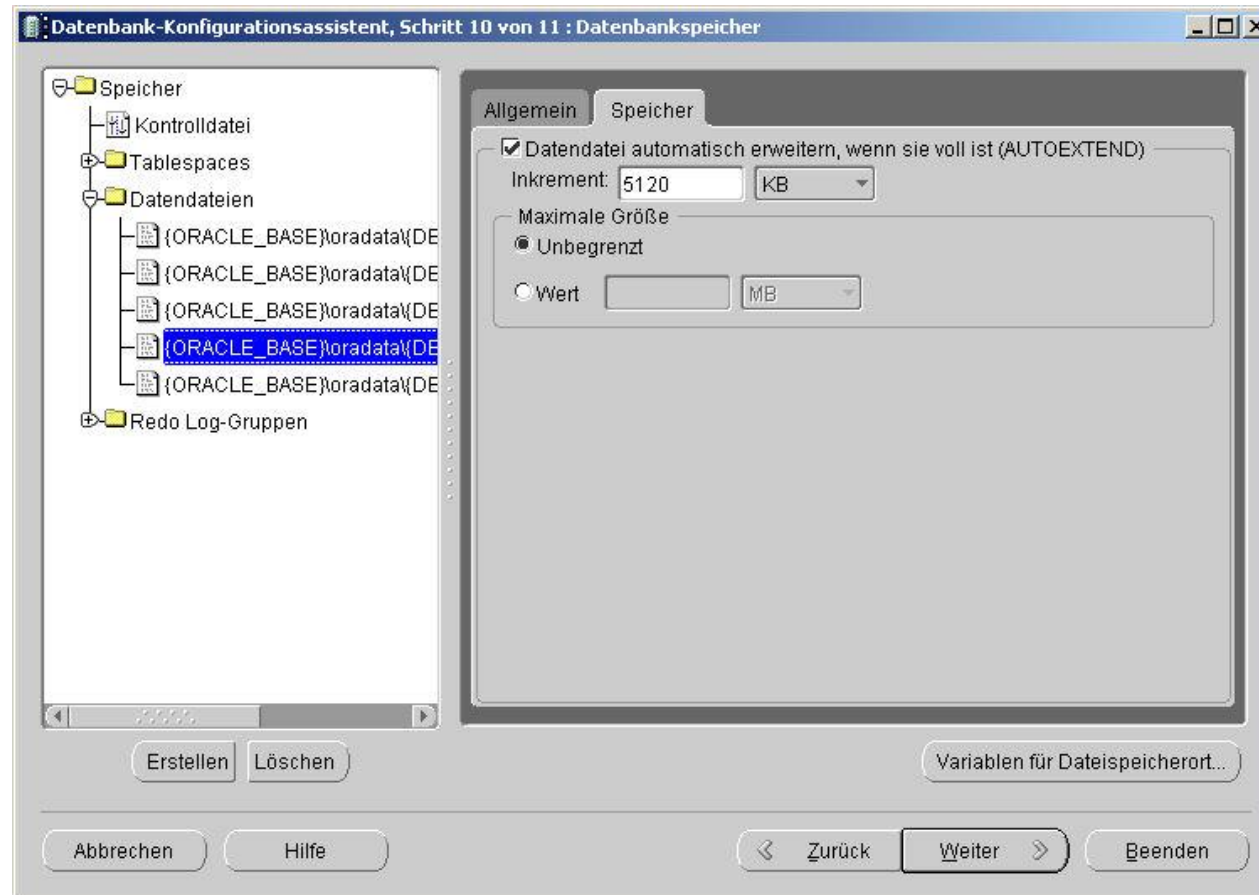 Datenbank-Konfigurationsassistent, Schritt 10 von 11 : Datenbankspeicher
Speicher
Kontrolldatei
Tablespaces
Datendateien
{ORACLE_BASE}\oradata\{DE
{ORACLE_BASE}\oradata\{DE
{ORACLE_BASE}\oradata\{DE
{ORACLE_BASE}\oradata\{DE
{ORACLE_BASE}\oradata\{DE
Redo Log-Gruppen
Erstellen Löschen
Allgemein Speicher
Datendatei automatisch erweitern, wenn sie voll ist (AUTOEXTEND)
Inkrement: 5120 KB
Maximale Größe
Unbegrenzt
Wert MB
Variablen für Dateispeicherort...
Abbrechen Hilfe Zurück Weiter Beenden